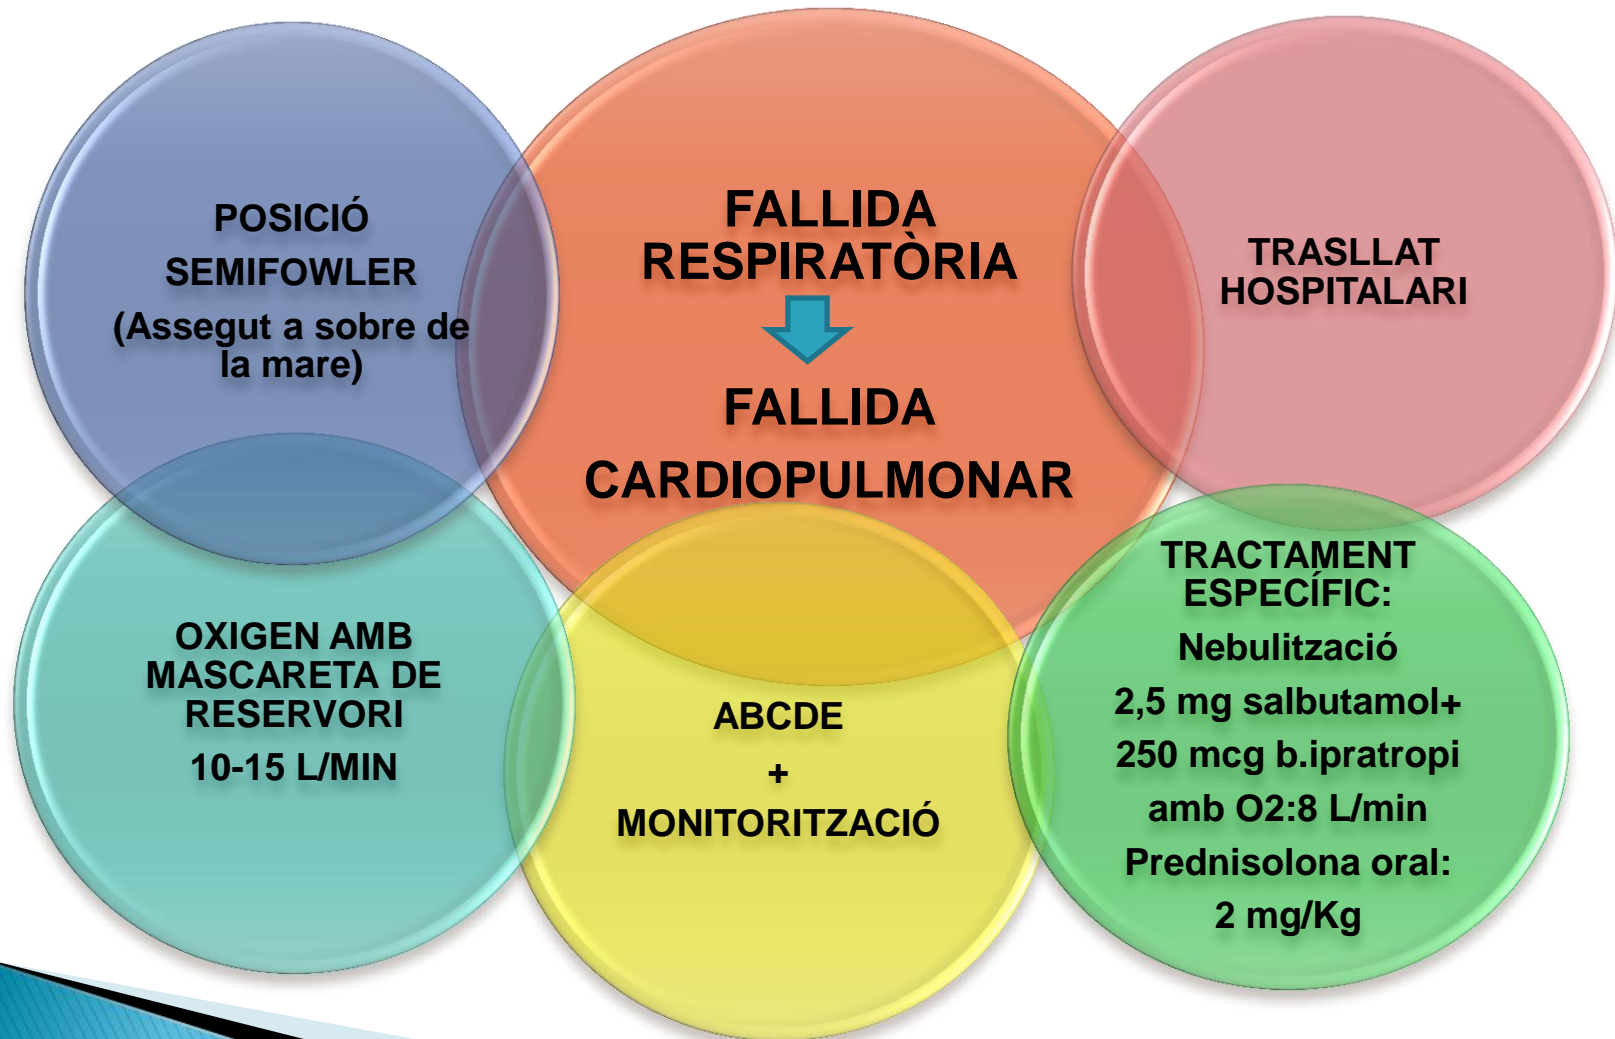 POSICIÓ
SEMIFOWLER
(Assegut a sobre de
la mare)
FALLIDA
RESPIRATÒRIA
FALLIDA
CARDIOPULMONAR
TRASLLAT
HOSPITALARI
OXIGEN AMB
MASCARETA DE
RESERVORI
10-15 L/MIN
ABCDE
+
MONITORITZACIÓ
TRACTAMENT
ESPECÍFIC:
Nebulització
2,5 mg salbutamol+
250 mcg b.ipratropi
amb O2:8 L/min
Prednisolona oral:
2 mg/Kg